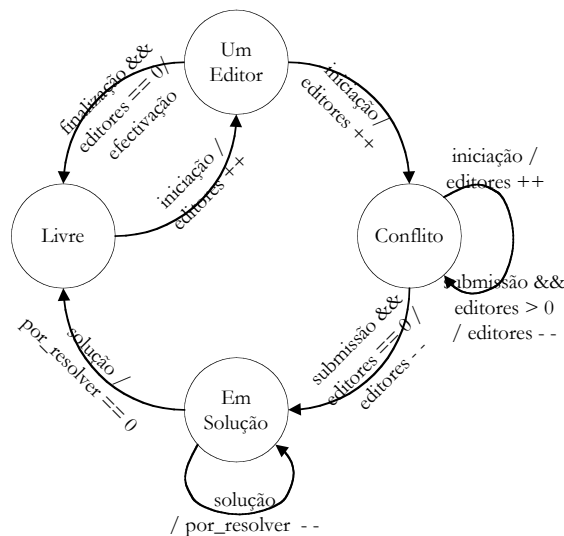 Um
Editor
finalização &&
editores == 0/
efectivação
iniciação/
editores ++
iniciação /
editores ++
iniciação /
editores ++
Livre
Conflito
submissão &&
editores > 0
/ editores - -
submissão &&
editores == 0 /
editores - -
solução /
por_resolver == 0
Em
Solução
solução
/ por_resolver - -